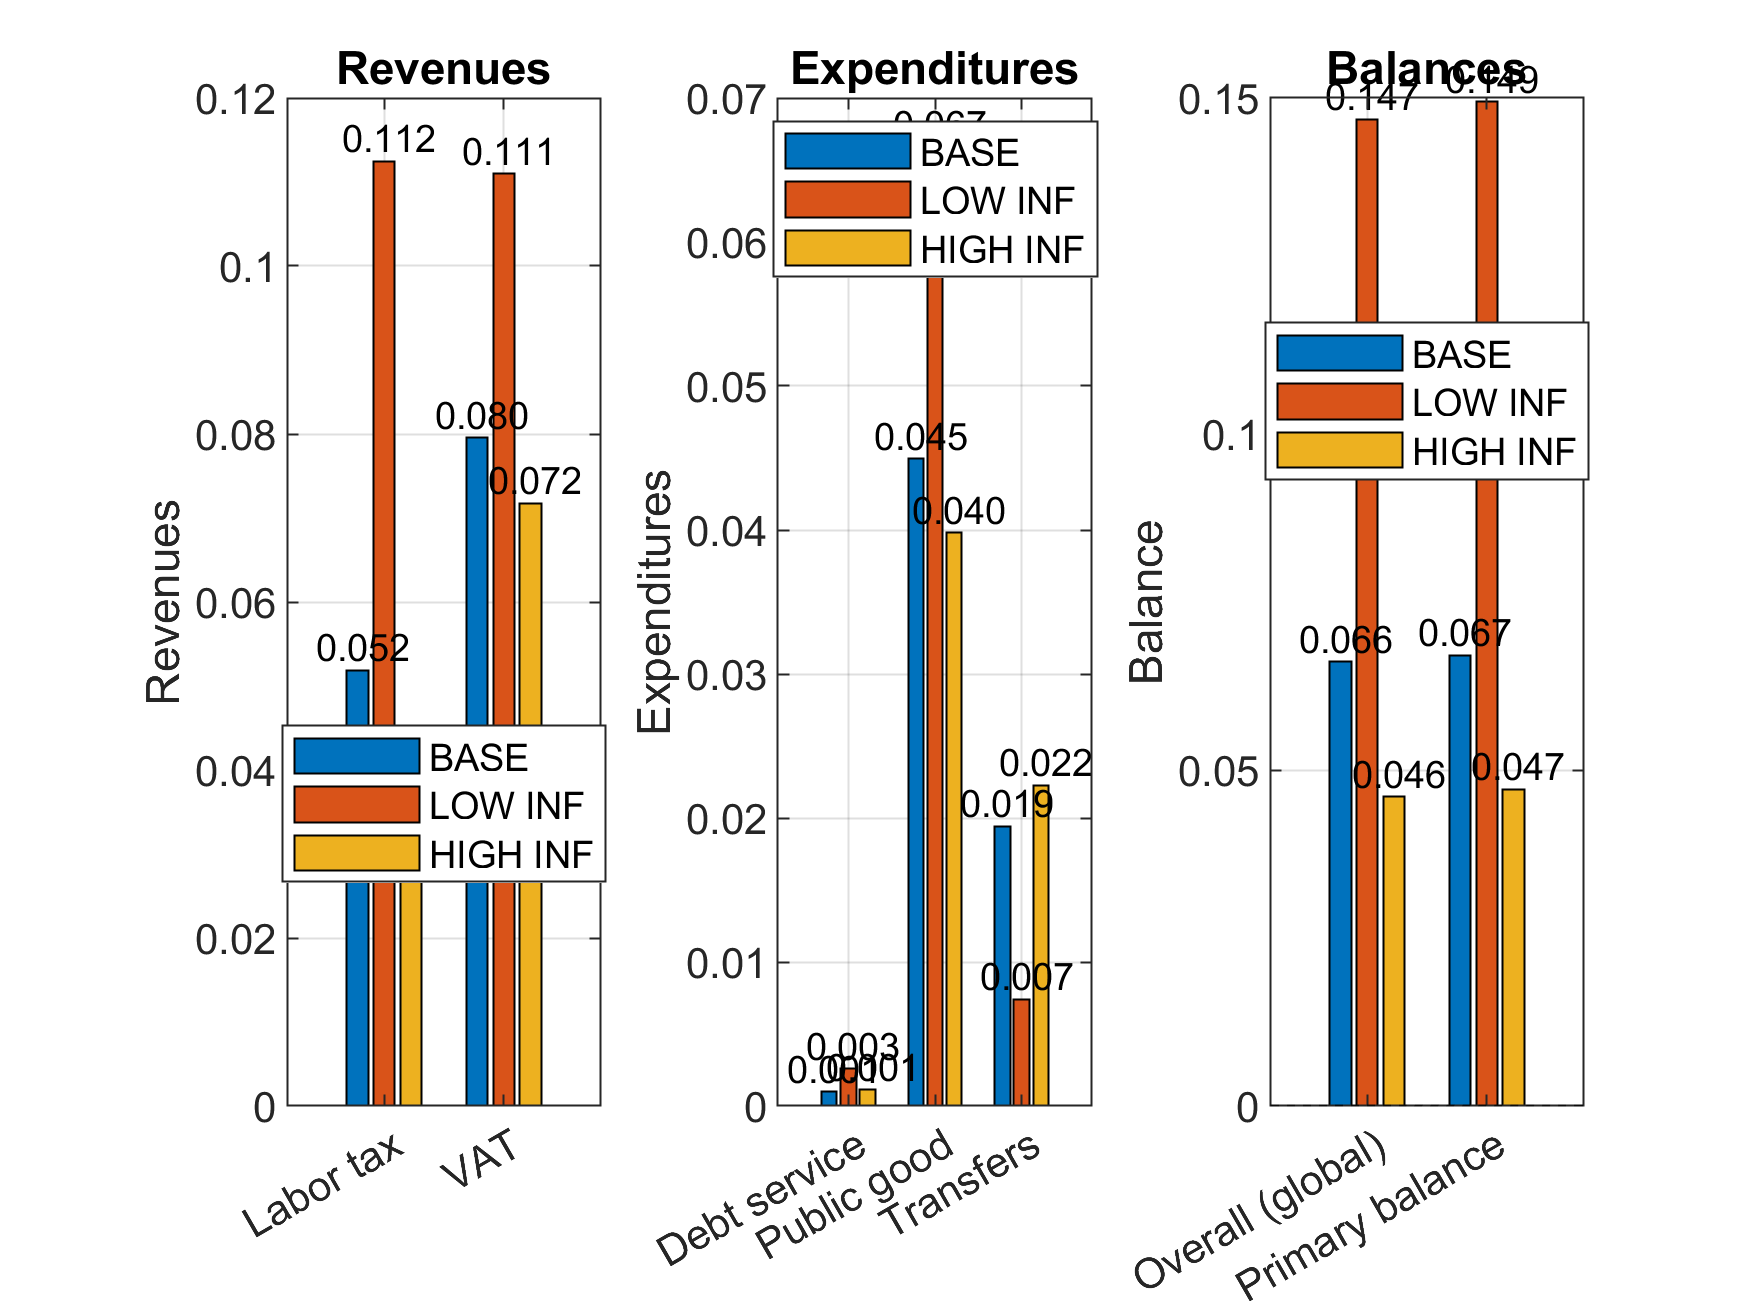 Revenues
0.12
0.1
0.08
0.06
0.04
0.02
0
Revenues
0.112
0.111
0.080
0.072
0.052
BASE
LOW INF
HIGH INF
Labor tax
VAT
Expenditures
0.07
0.06
0.05
0.04
0.03
0.02
0.01
0
Expenditures
0.067
BASE
LOW INF
HIGH INF
0.045
0.040
0.022
0.019
0.007
0.003
0.001
0.001
Debt service
Public good
Transfers
Balances
0.15
0.1
0.05
0
Balance
0.147
0.149
BASE
LOW INF
HIGH INF
0.066
0.067
0.046
0.047
Overall (global)
Primary balance